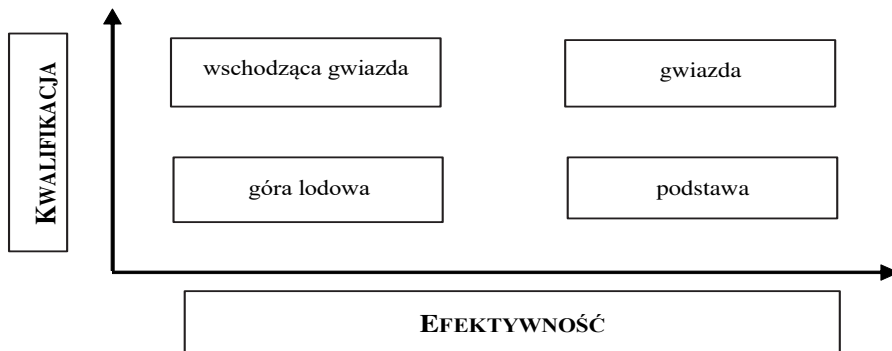 KWALIFIKACJA
wschodząca gwiazda
gwiazda
góra lodowa
podstawa
EFEKTYWNOŚĆ